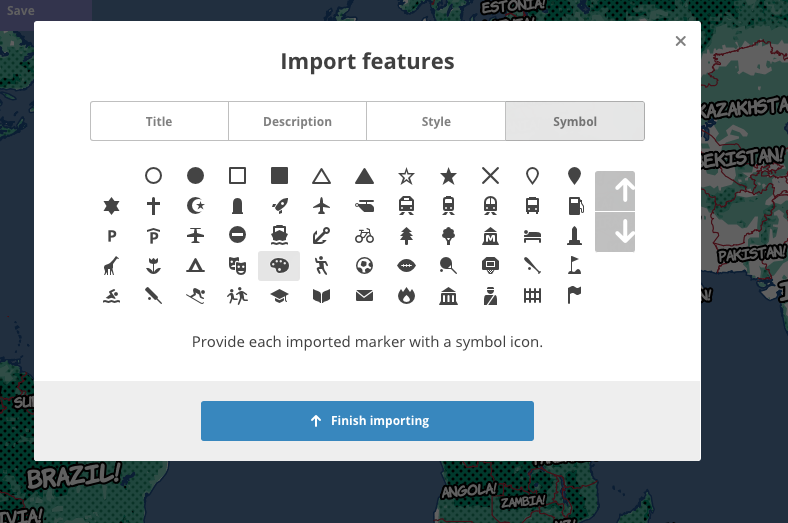 Save
ESTONIA!
Import features
Title
Description
Style
Symbol
KAZAKHSTA
EKISTAN!
P
P
M
PAKISTAN!
Provide each imported marker with a symbol icon.
Finish importing
BRAZIL!
ANGOLA!
ZAMBIA!